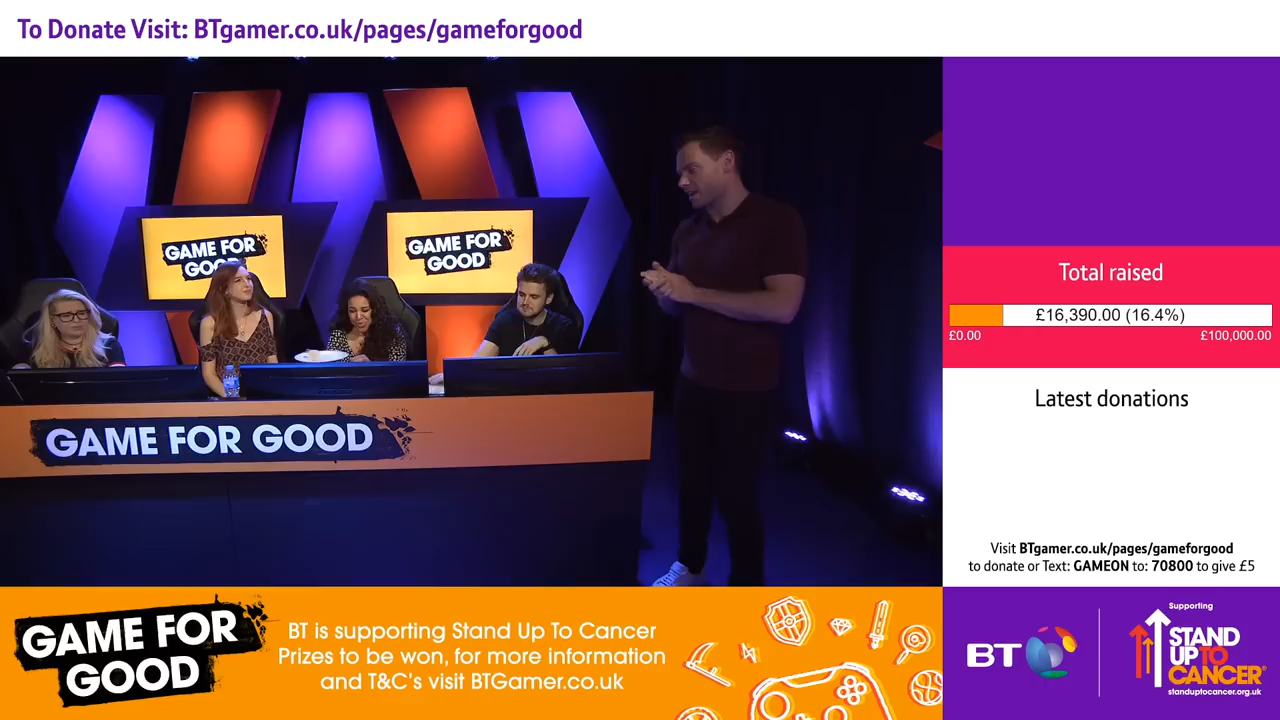 To Donate Visit: BTgamer.co.uk/pages/gameforgood
GAME FOR
GOOD
GAME FOR
GOOD
GAME FOR GOOD
Total raised
£16,390.00 (16.4%)
£0.00
£100,000.00
Latest donations
Visit BTgamer.co.uk/pages/gameforgood
to donate or Text: GAMEON to: 70800 to give £5
GAME FOR
GOOD
BT is supporting Stand Up To Cancer
Prizes to be won, for more information
and T&C's visit BTGamer.co.uk
BT
Supporting
STAND
UP TO
CANCER
standuptocancer.org.uk